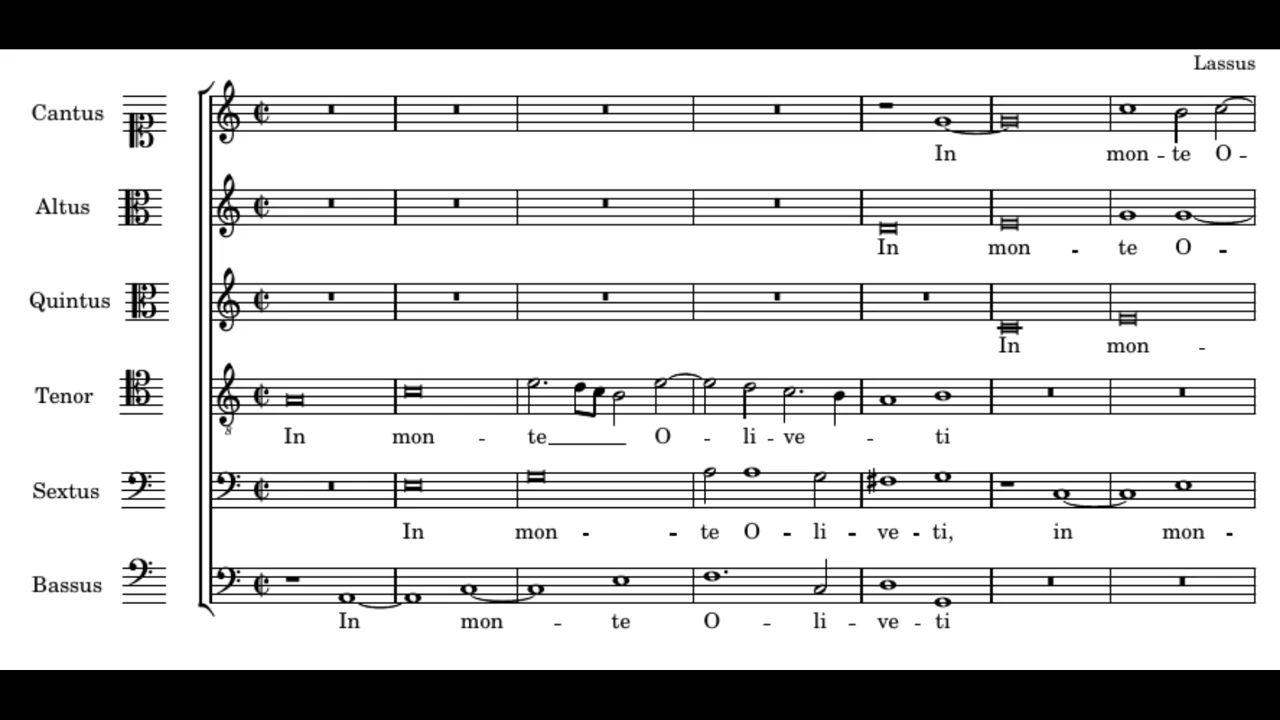 Lassus
Cantus
In mon - te O -
Altus
In mon - te O -
Quintus
In mon -
Tenor
8
In mon - te O - li - ve - ti
Sextus
In mon - - te O - li - ve - ti, in mon -
Bassus
In mon - te O - li - ve - ti